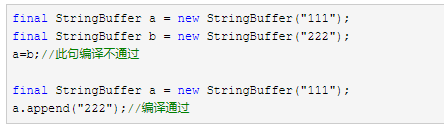 final StringBuffer a = new StringBuffer("111");
final StringBuffer b = new StringBuffer("222");
a=b;//此句编译不通过
final StringBuffer a = new StringBuffer("111");
a.append("222");//编译通过